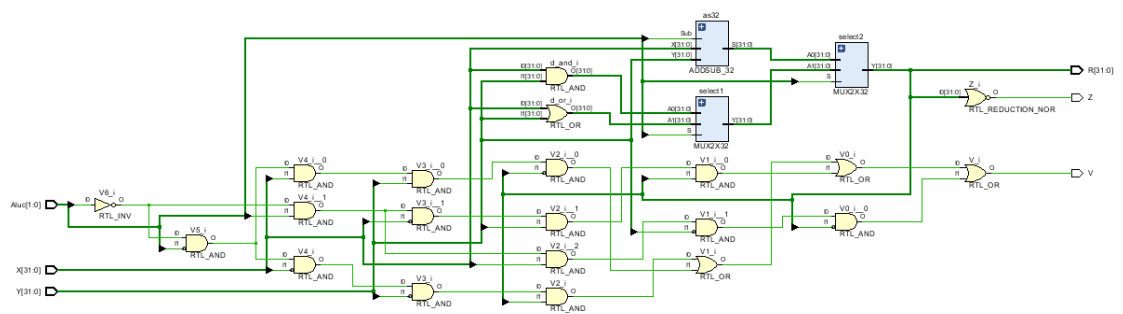 as32
Sub
X[31:0]
Y[31:0]
S[31:0]
ADDSUB_32
select2
A0[31:0]
A1[31:0]
S
Y[31:0]
MUX2X32
R[31:0]
d_and_i
I0[31:0]
I1[31:0]
O[31:0]
RTL_AND
select1
A0[31:0]
A1[31:0]
S
Y[31:0]
MUX2X32
Z_i
I0[31:0]
O
RTL_REDUCTION_NOR
Z
d_or_i
I0[31:0]
I1[31:0]
O[31:0]
RTL_OR
V4_i__0
I0
I1
O
RTL_AND
V3_i__0
I0
I1
O
RTL_AND
V2_i__0
I0
I1
O
RTL_AND
V1_i__0
I0
I1
O
RTL_AND
V0_i
I0
I1
O
RTL_OR
V_i
I0
I1
O
RTL_OR
V
Aluc[1:0]
V6_i
I0
O
RTL_INV
V4_i__1
I0
I1
O
RTL_AND
V3_i__1
I0
I1
O
RTL_AND
V2_i__1
I0
I1
O
RTL_AND
V1_i__1
I0
I1
O
RTL_AND
V0_i__0
I0
I1
O
RTL_AND
V5_i
I0
I1
O
RTL_AND
V4_i
I0
I1
O
RTL_AND
V2_i__2
I0
I1
O
RTL_AND
V1_i
I0
I1
O
RTL_OR
X[31:0]
Y[31:0]
V3_i
I0
I1
O
RTL_AND
V2_i
I0
I1
O
RTL_AND